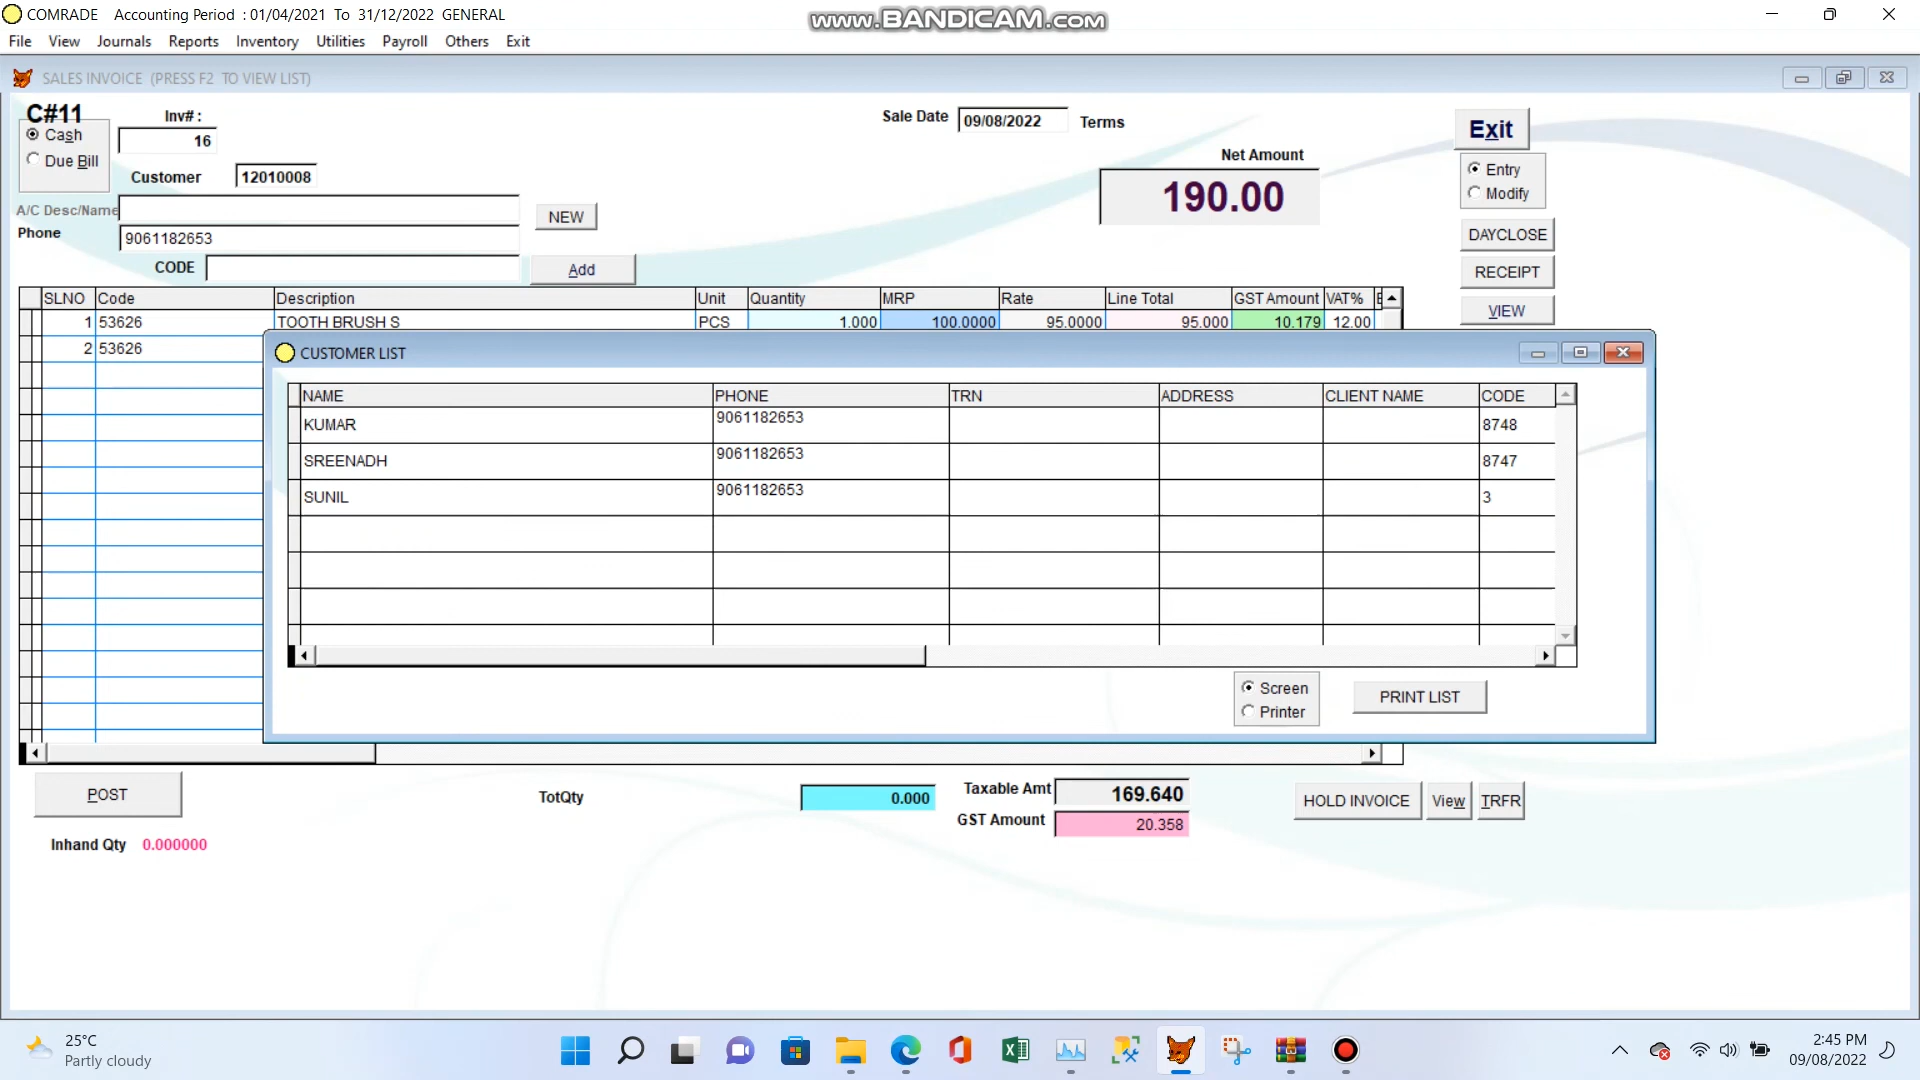 COMRADE Accounting Period : 01/04/2021 To 31/12/2022 GENERAL
www.BANDICAM.com
File View Journals Reports Inventory Utilities Payroll Others Exit
SALES INVOICE (PRESS F2 TO VIEW LIST)
C#11
Inv# :
Sale Date 09/08/2022 Terms
Exit
Cash
16
Due Bill
Net Amount
190.00
Entry
Modify
Customer 12010008
A/C Desc/Name
NEW
Phone 9061182653
DAYCLOSE
CODE
Add
RECEIPT
VIEW
SLNO Code Description Unit Quantity MRP Rate Line Total GST Amount VAT%
1 53626 TOOTH BRUSH S PCS 1.000 100.0000 95.0000 95.000 10.179 12.00
2 53626
CUSTOMER LIST
NAME PHONE TRN ADDRESS CLIENT NAME CODE
KUMAR 9061182653 8748
SREENADH 9061182653 8747
SUNIL 9061182653 3
Screen
Printer
PRINT LIST
POST
TotQty 0.000
Taxable Amt 169.640
HOLD INVOICE View TRFR
GST Amount 20.358
Inhand Qty 0.000000
25°C
Partly cloudy
2:45 PM
09/08/2022